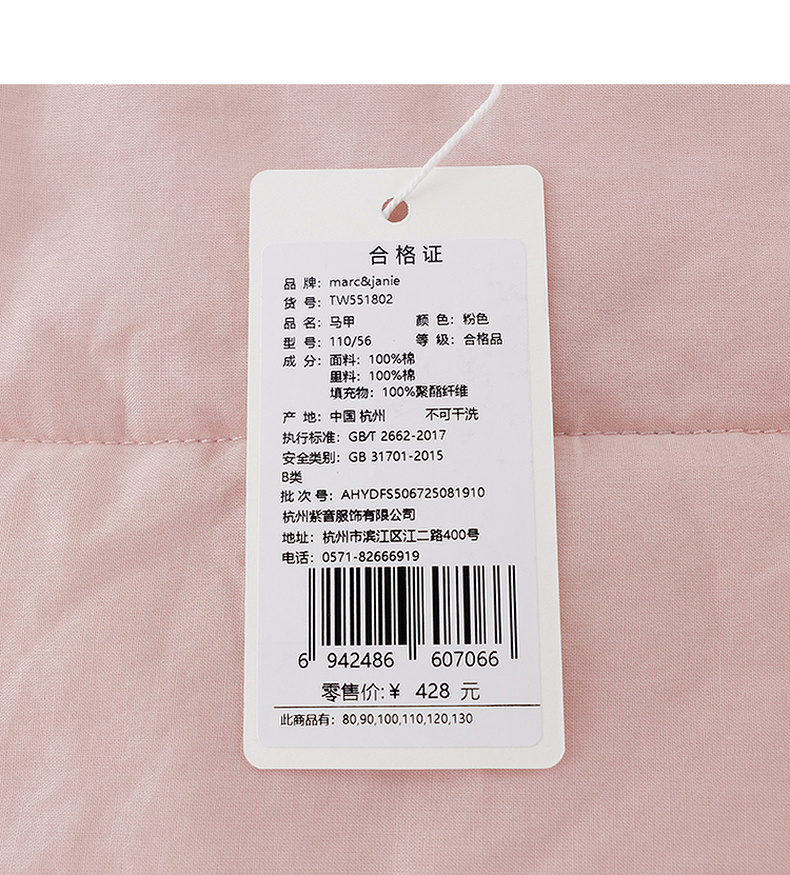 合格证
品 牌：marc&janie
货 号：TW551802
品 名：马甲 颜 色：粉色
型 号：110/56 等 级：合格品
成 分：面料：100%棉
里料：100%棉
填充物：100%聚酯纤维
产 地：中国 杭州 不可干洗
执行标准：GB/T 2662-2017
安全类别：GB 31701-2015
B类
批 次 号：AHYDFS506725081910
杭州紫音服饰有限公司
地址：杭州市滨江区江二路400号
电话：0571-82666919
6 942486 607066
零售价:¥ 428 元
此商品有：80,90,100,110,120,130